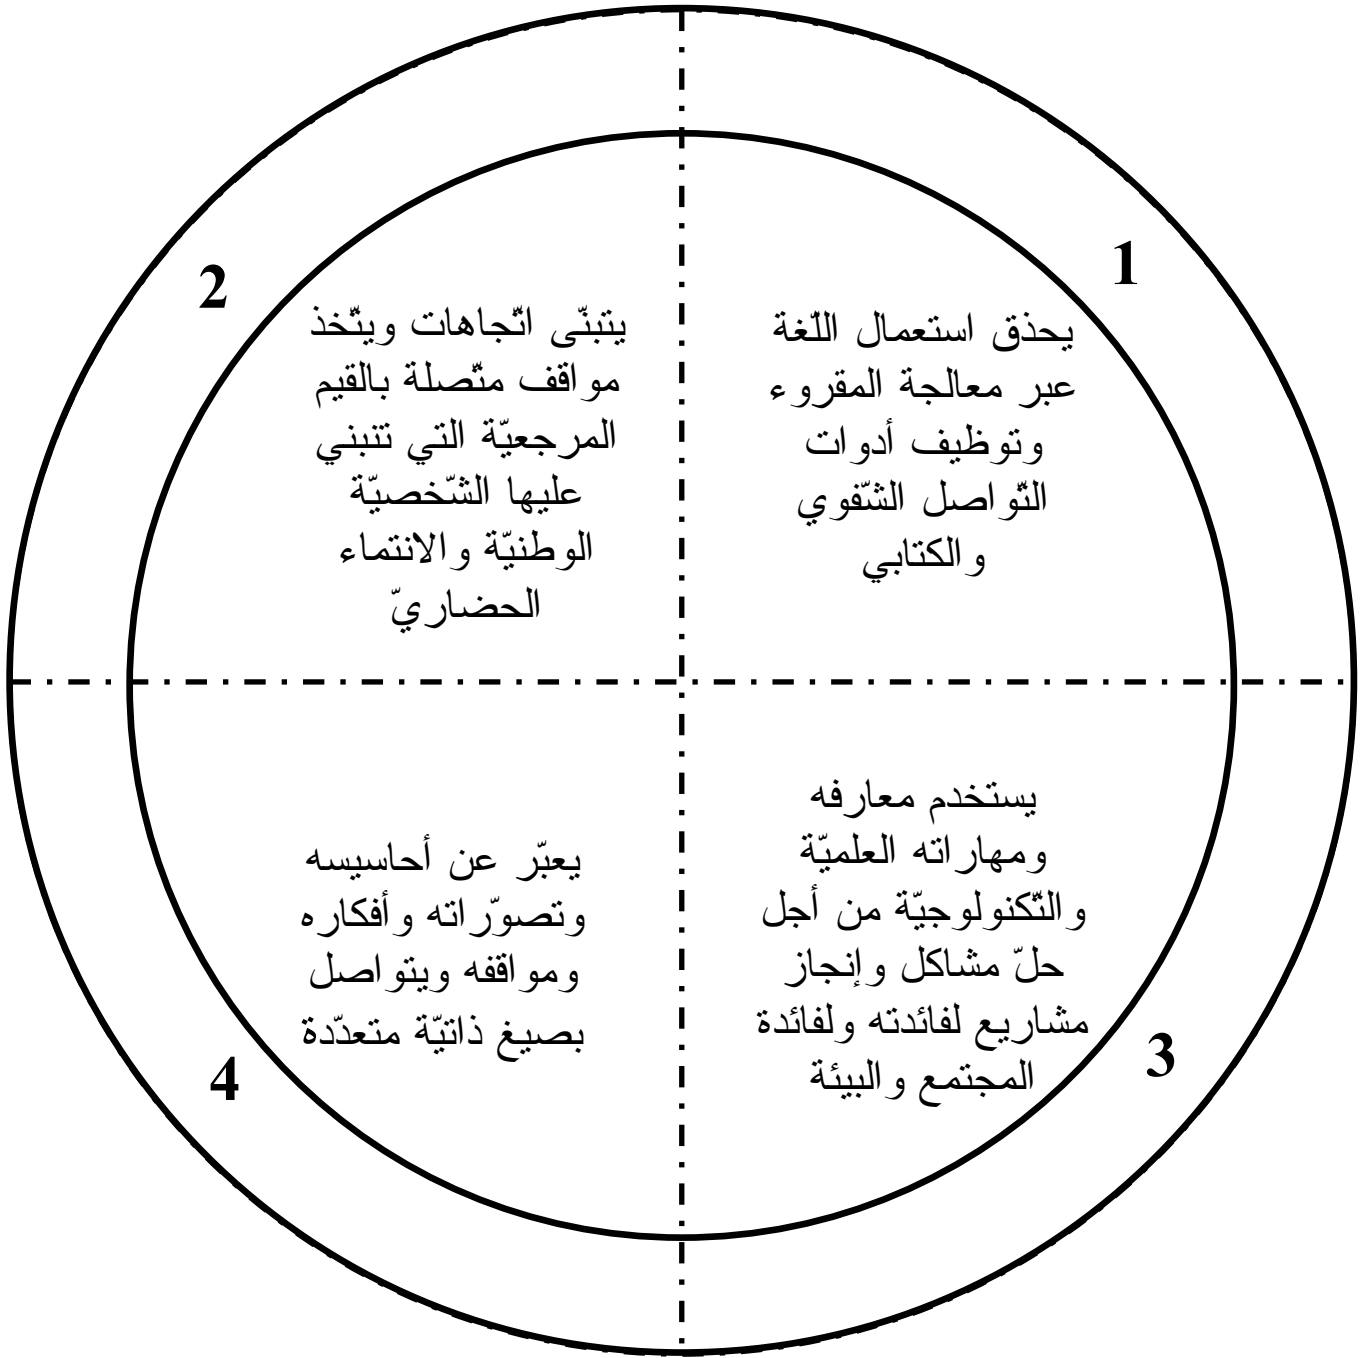 1
يحذق استعمال اللّغة
عبر معالجة المقروء
وتوظيف أدوات
التّواصل الشّفوي
والكتابي
2
يتبنّى اتّجاهات ويتّخذ
مواقف متّصلة بالقيم
المرجعيّة التي تنبني
عليها الشّخصيّة
الوطنيّة والانتماء
الحضاريّ
3
يستخدم معارفه
ومهاراته العلميّة
والتّكنولوجيّة من أجل
حلّ مشاكل وإنجاز
مشاريع لفائدته ولفائدة
المجتمع والبيئة
4
يعبّر عن أحاسيسه
وتصوّراته وأفكاره
ومواقفه ويتواصل
بصيغ ذاتيّة متعدّدة